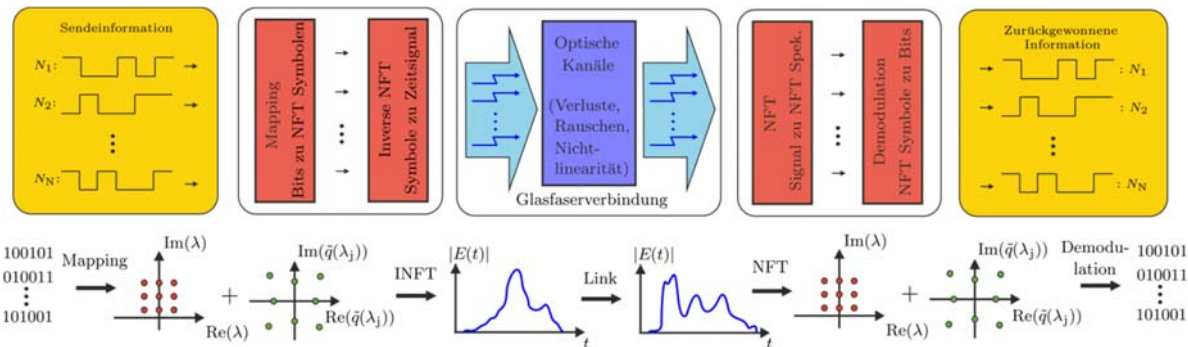 Sendeinformation
N₁:
N₂:
N_N:
Mapping
Bits zu NFT Symbolen
Inverse NFT
Symbole zu Zeitsignal
Optische
Kanäle
(Verluste,
Rauschen,
Nicht-
linearität)
Glasfaserverbindung
NFT
Signal zu NFT Spek.
Demodulation
NFT Symbole zu Bits
Zurückgewonnene
Information
: N₁
: N₂
: N_N
100101
010011
101001
Mapping
Im(λ)
Re(λ)
+
Im(q̃(λⱼ))
Re(q̃(λⱼ))
INFT
|E(t)|
t
Link
|E(t)|
t
NFT
Im(λ)
Re(λ)
+
Im(q̃(λⱼ))
Re(q̃(λⱼ))
Demodu-
lation
100101
010011
101001